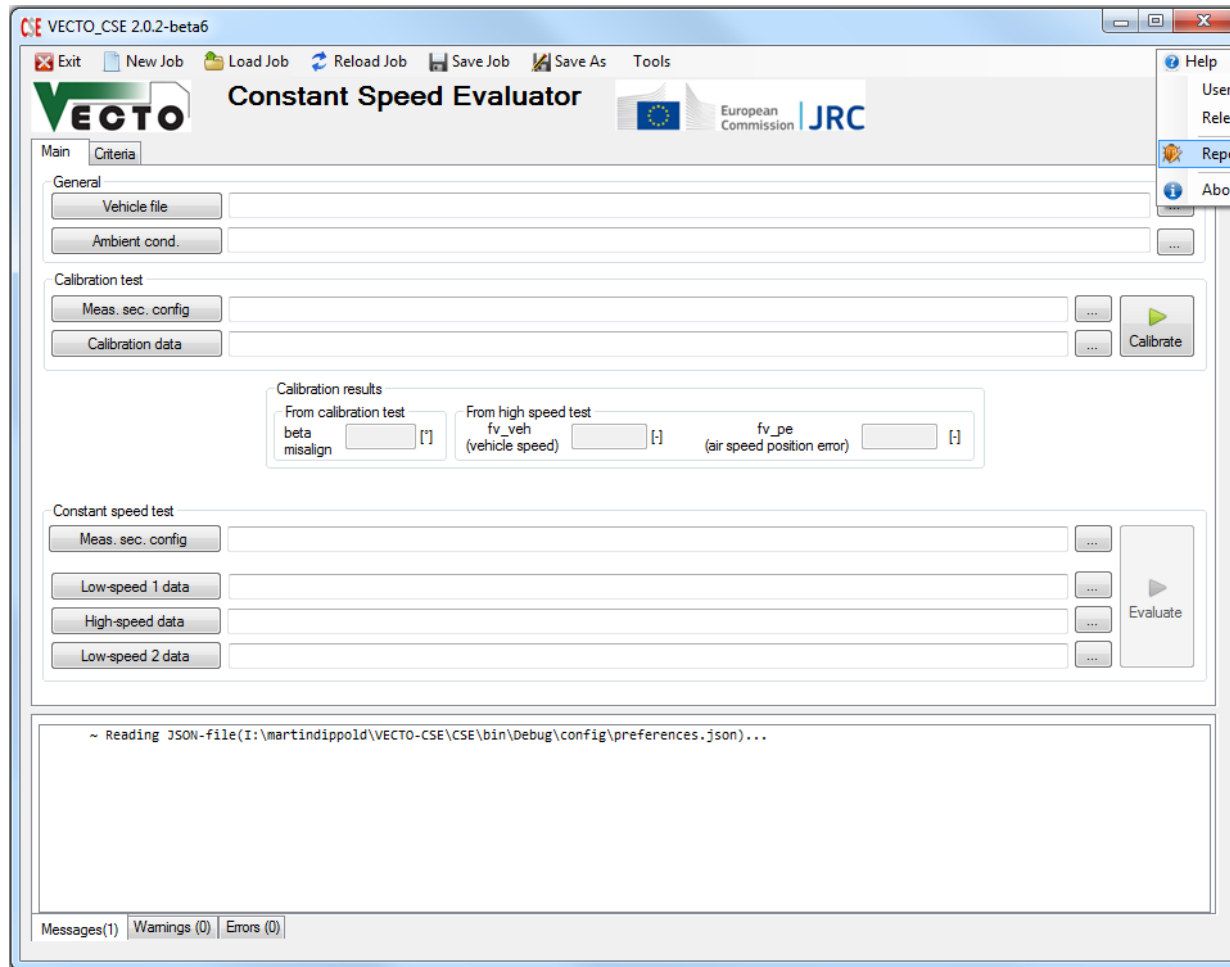 CSE VECTO_CSE 2.0.2-beta6
Exit New Job Load Job Reload Job Save Job Save As Tools Help
VECTO Constant Speed Evaluator European Commission JRC
Main Criteria
General
Vehicle file
...
Ambient cond.
...
Calibration test
Meas. sec. config
...
Calibration data
...
Calibrate
Calibration results
From calibration test
beta
misalign
[°]
From high speed test
fv_veh
(vehicle speed)
[-]
fv_pe
(air speed position error)
[-]
Constant speed test
Meas. sec. config
...
Low-speed 1 data
...
High-speed data
...
Low-speed 2 data
...
Evaluate
~ Reading JSON-file(I:\martindippold\VECTO-CSE\CSE\bin\Debug\config\preferences.json)...
Messages(1) Warnings (0) Errors (0)